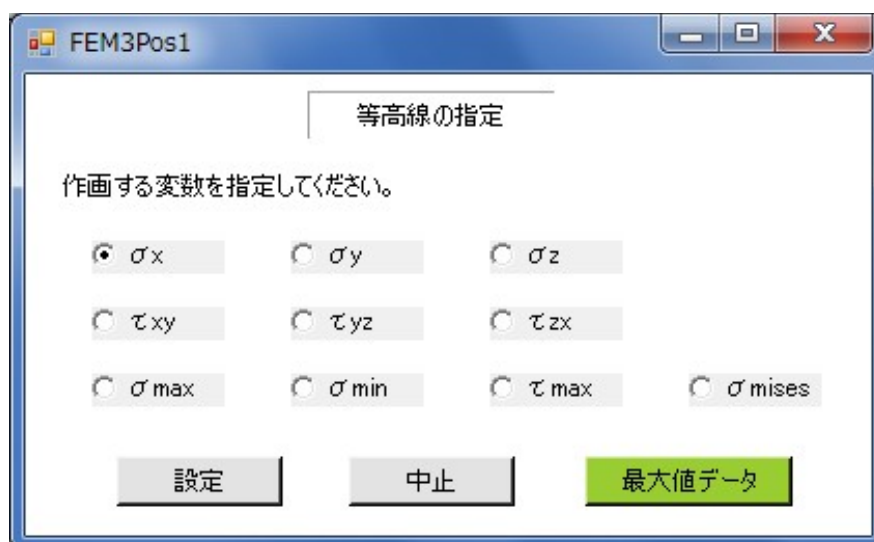 FEM3Pos1
等高線の指定
作画する変数を指定してください。
σx σy σz
τxy τyz τzx
σmax σmin τmax σmises
設定 中止 最大値データ